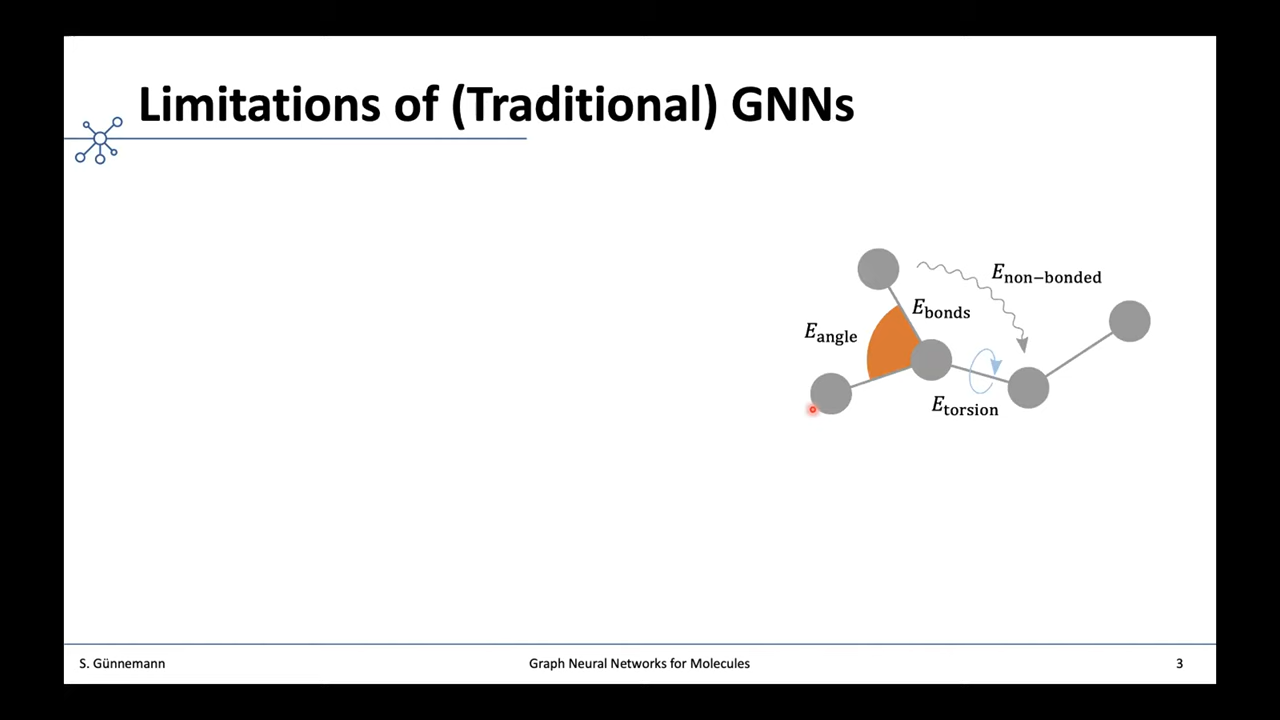 Limitations of (Traditional) GNNs
E_non−bonded
E_bonds
E_angle
E_torsion
S. Günnemann
Graph Neural Networks for Molecules
3